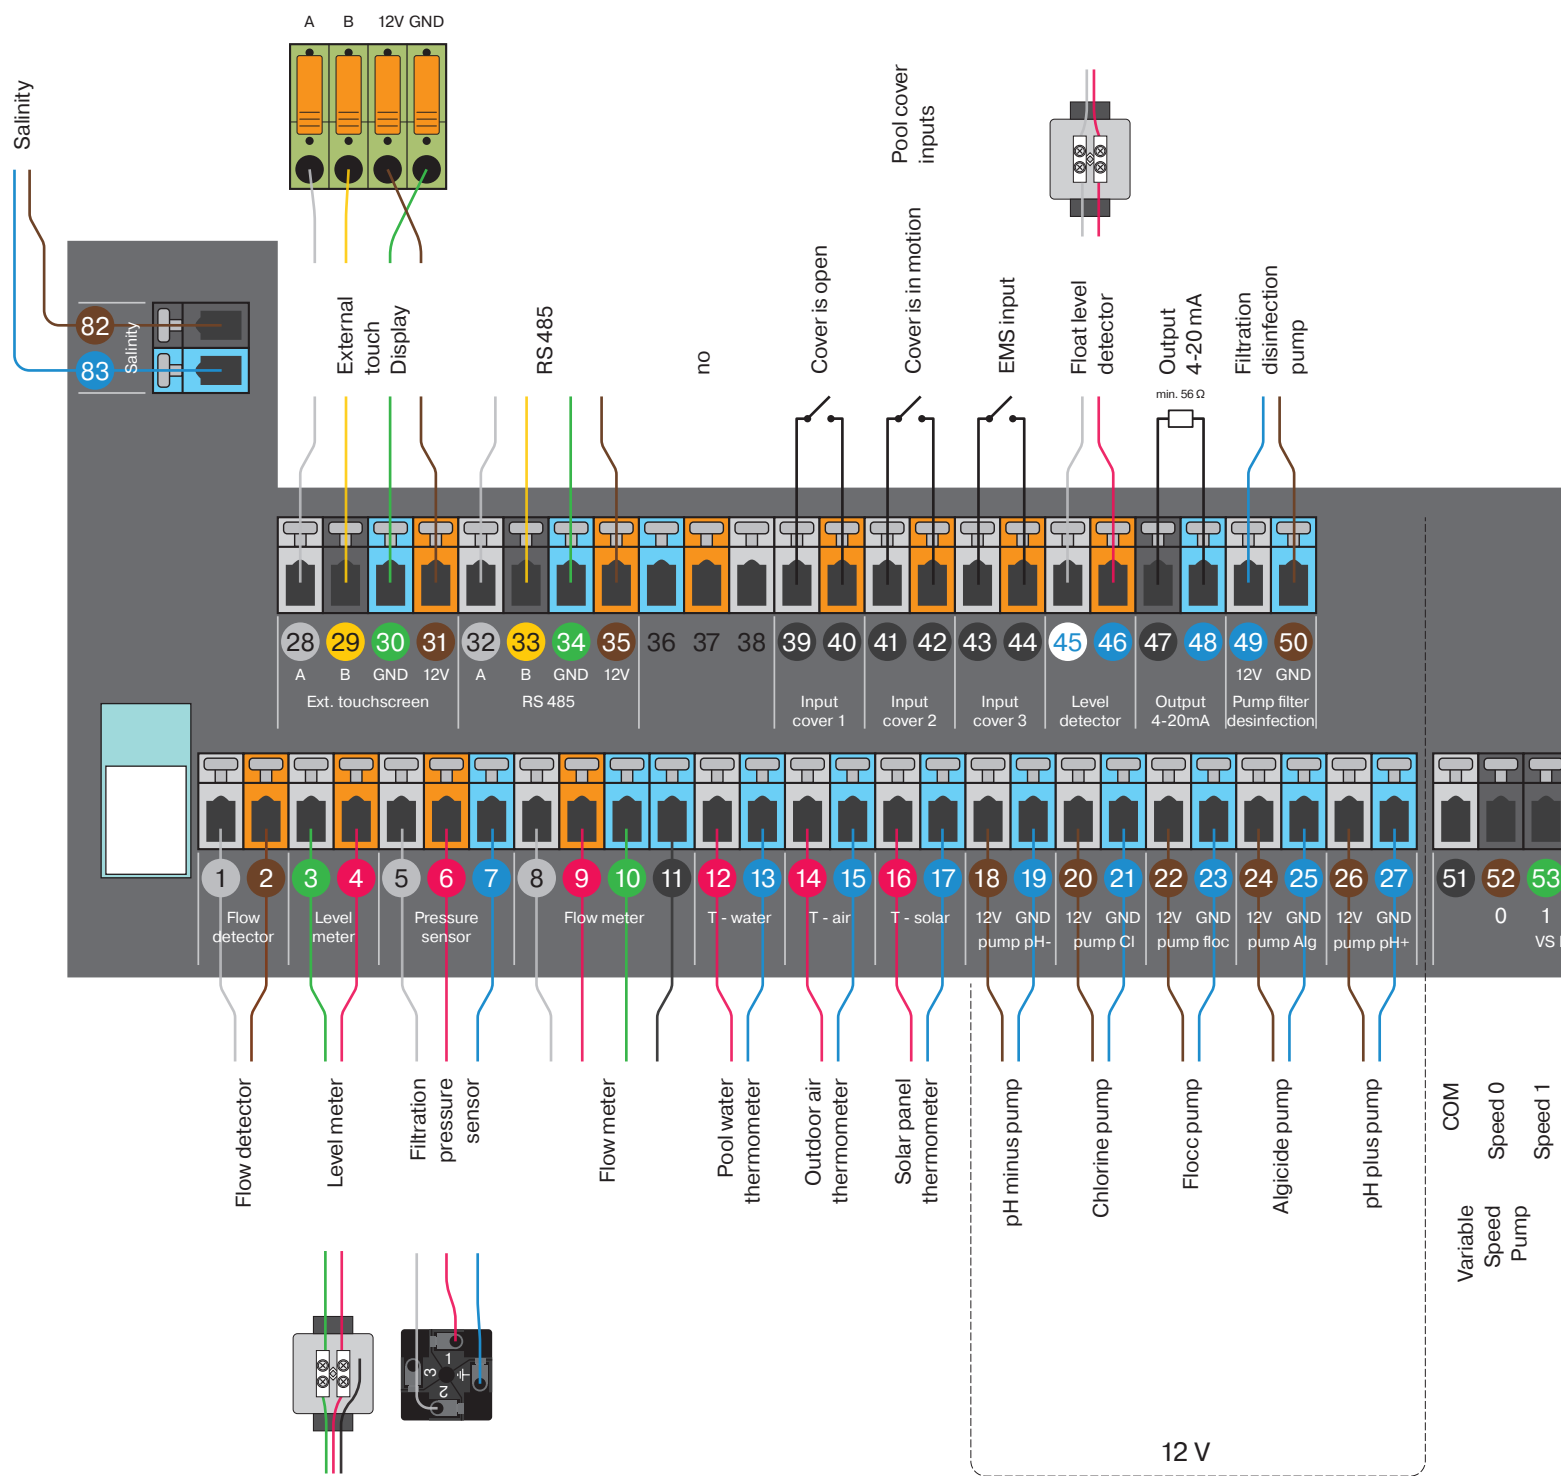 A B 12V GND
Salinity
Pool cover
inputs
External
touch
Display
RS 485
no
Cover is open
Cover is in motion
EMS input
Float level
detector
Output
4-20 mA
min. 56 Ω
Filtration
disinfection
pump
82
83
Salinity
28 29 30 31 32 33 34 35 36 37 38 39 40 41 42 43 44 45 46 47 48 49 50
A B GND 12V A B GND 12V 12V GND
Ext. touchscreen
RS 485
Input
cover 1
Input
cover 2
Input
cover 3
Level
detector
Output
4-20mA
Pump filter
desinfection
1 2 3 4 5 6 7 8 9 10 11 12 13 14 15 16 17 18 19 20 21 22 23 24 25 26 27 51 52 53
Flow
detector
Level
meter
Pressure
sensor
Flow meter
T - water
T - air
T - solar
12V GND
pump pH-
12V GND
pump Cl
12V GND
pump floc
12V GND
pump Alg
12V GND
pump pH+
0 1
VS
Flow detector
Level meter
Filtration
pressure
sensor
Flow meter
Pool water
thermometer
Outdoor air
thermometer
Solar panel
thermometer
pH minus pump
Chlorine pump
Flocc pump
Algicide pump
pH plus pump
COM
Speed 0
Speed 1
Variable
Speed
Pump
1
2
3
12 V